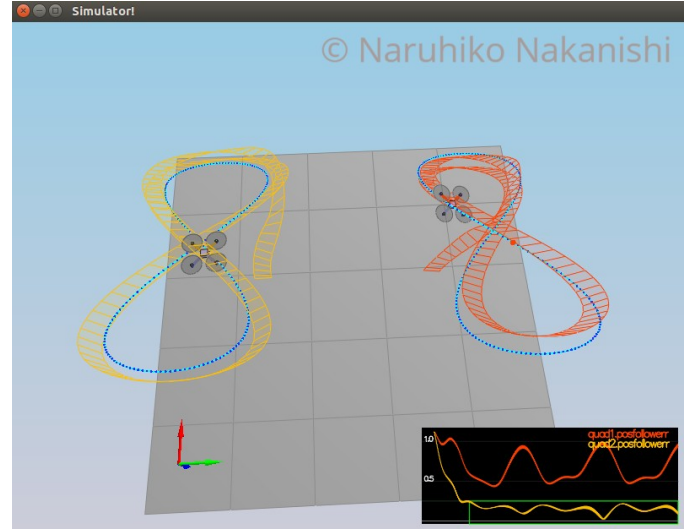 Simulator!
© Naruhiko Nakanishi
quad1.posfollowerr
quad2.posfollowerr
1.0
0.5